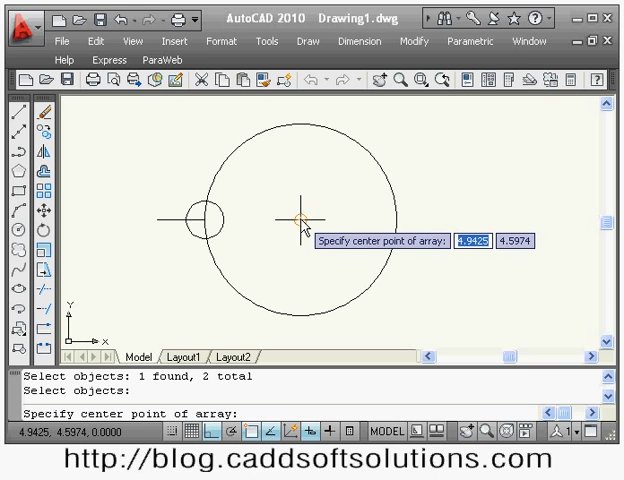 AutoCAD 2010 Drawing1.dwg
File Edit View Insert Format Tools Draw Dimension Modify Parametric Window
Help Express ParaWeb
Specify center point of array: 4.9425 4.5974
Y
X
Model Layout1 Layout2
Select objects: 1 found, 2 total
Select objects:
Specify center point of array:
4.9425, 4.5974, 0.0000 MODEL 1
http://blog.caddsoftsolutions.com